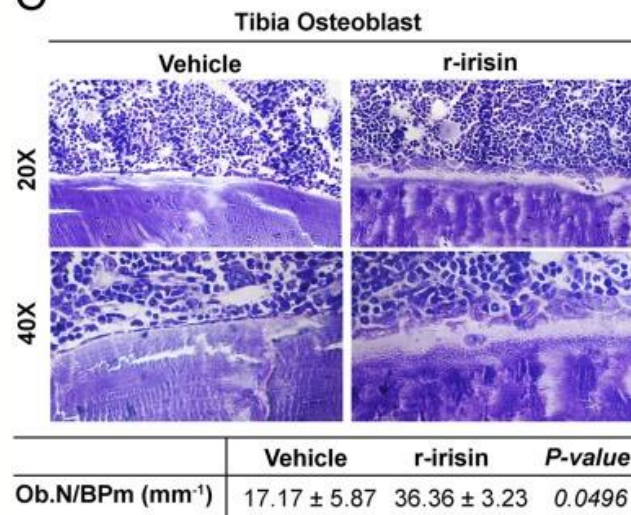 Tibia Osteoblast
Vehicle r-irisin
20X
40X
Vehicle r-irisin P-value
Ob.N/BPm (mm⁻¹) 17.17 ± 5.87 36.36 ± 3.23 0.0496